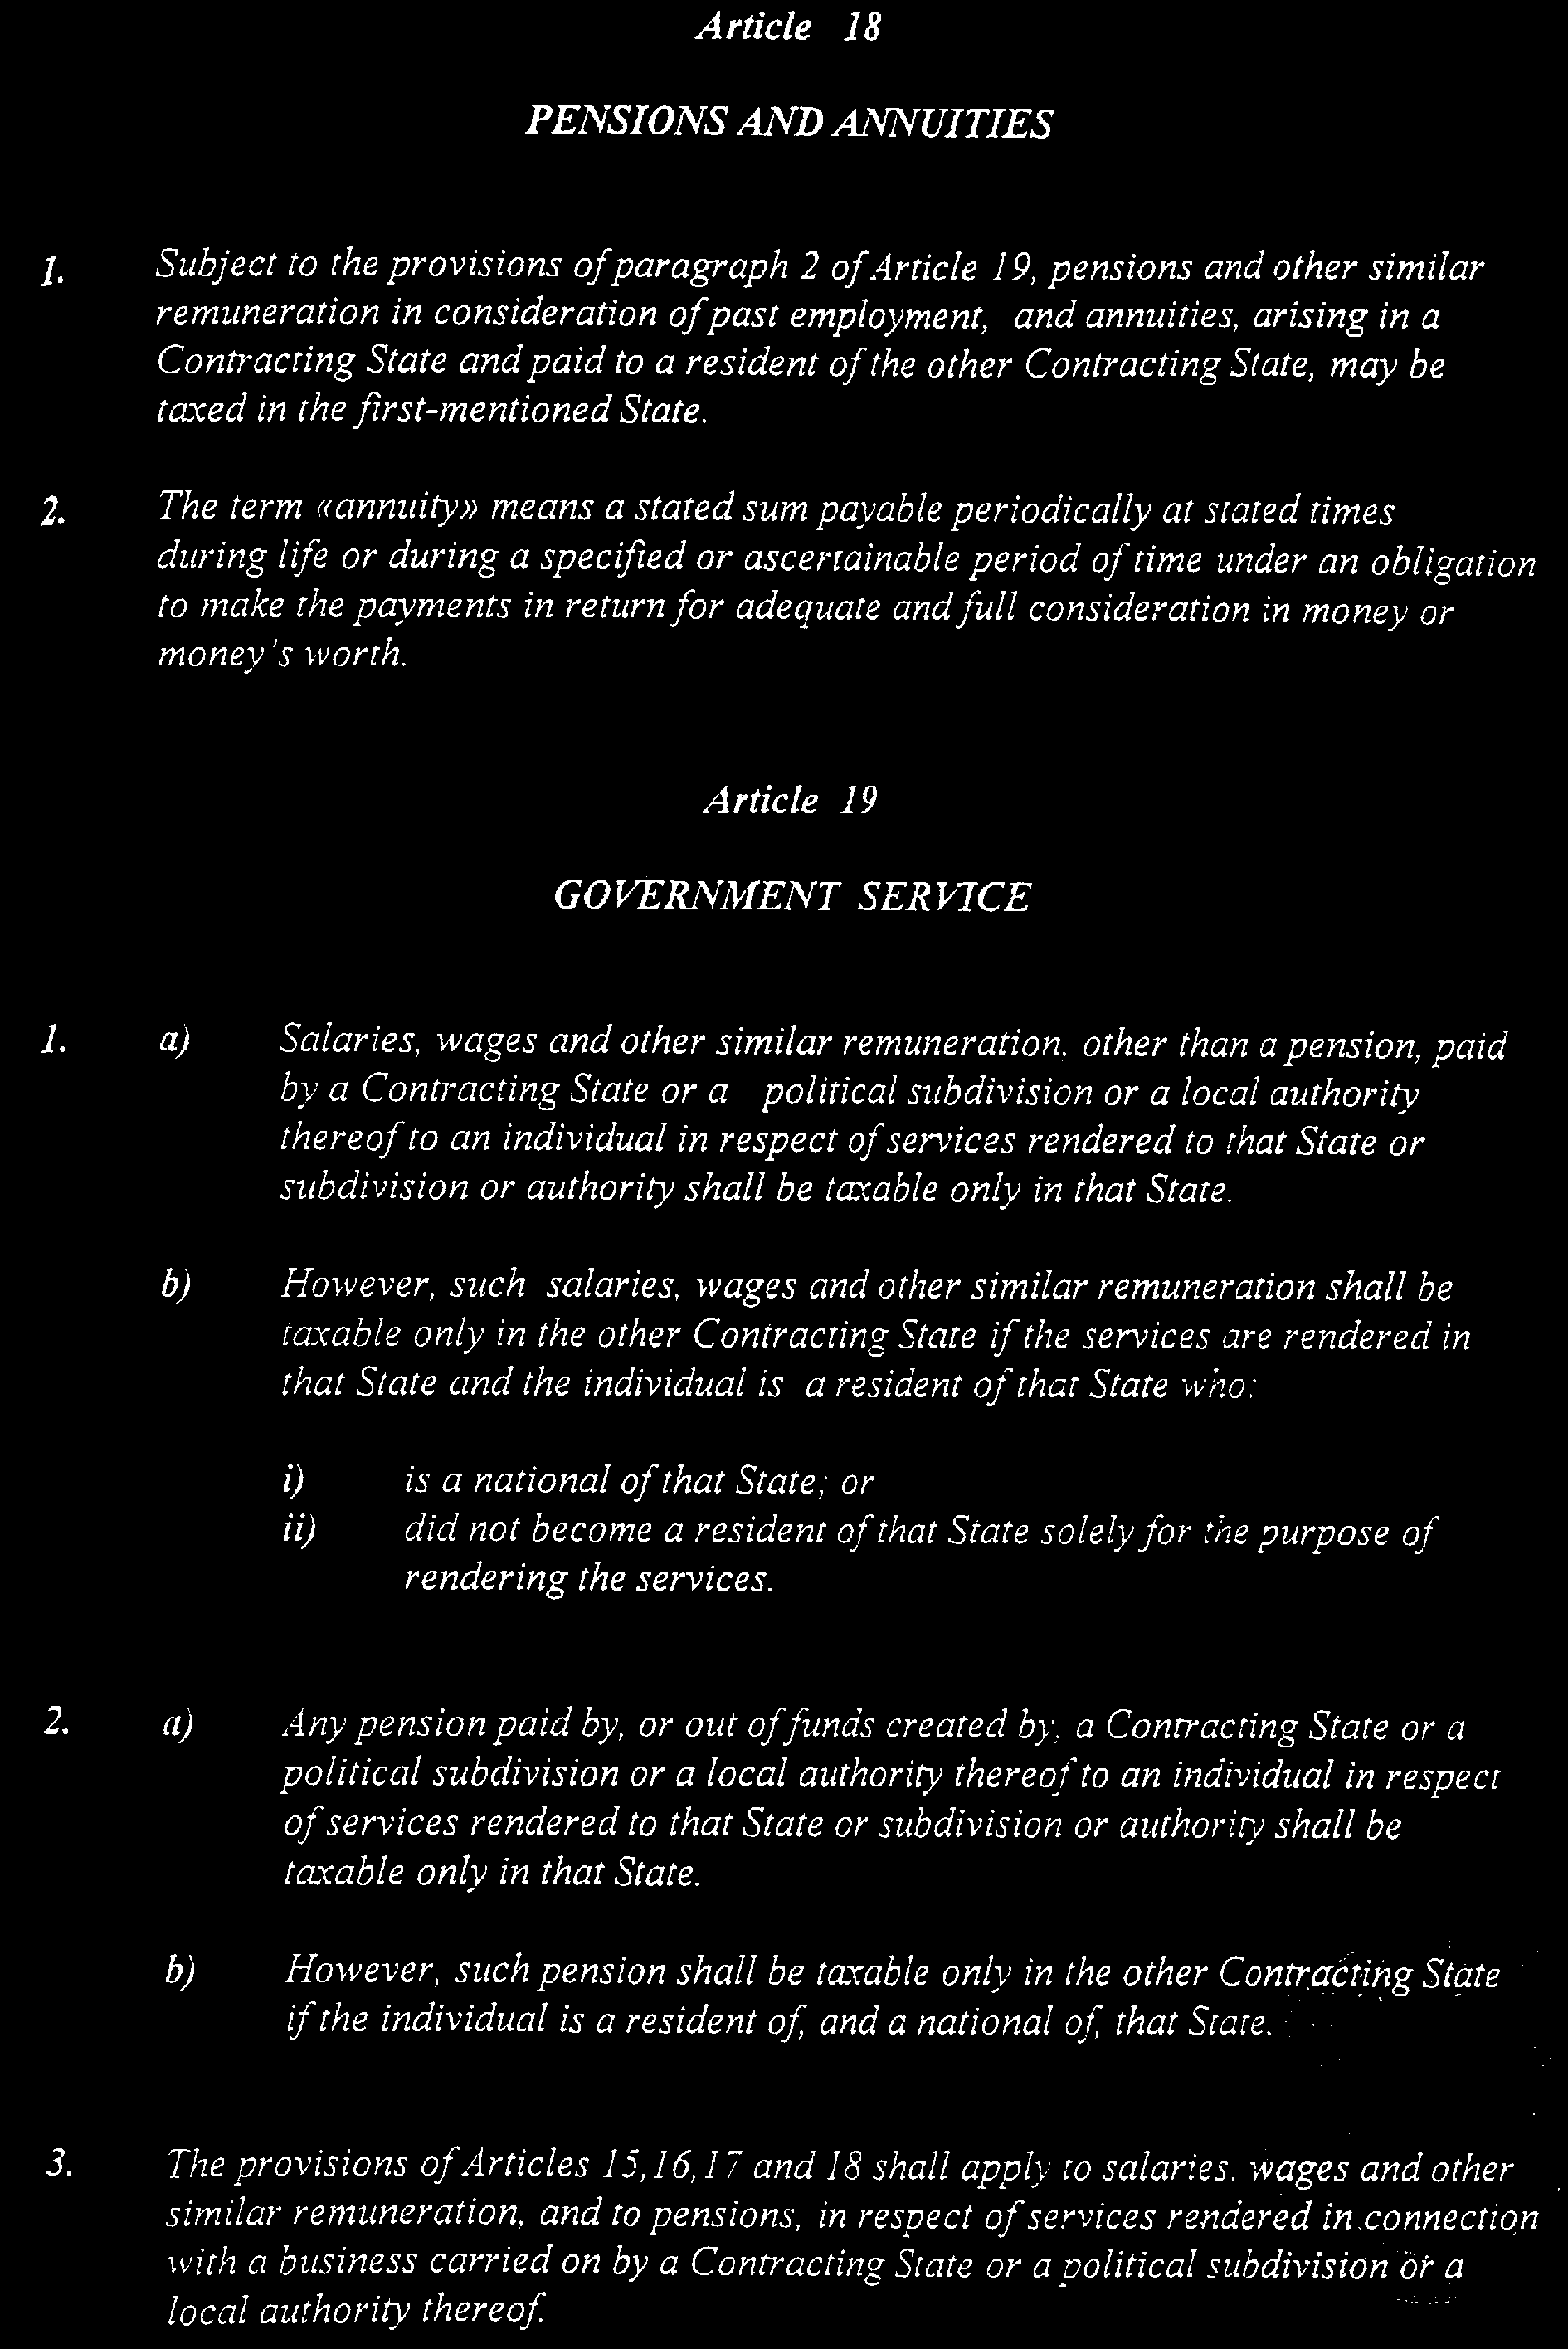 Article 18
PENSIONS AND ANNUITIES
1. Subject to the provisions of paragraph 2 of Article 19, pensions and other similar
remuneration in consideration of past employment, and annuities, arising in a
Contracting State and paid to a resident of the other Contracting State, may be
taxed in the first-mentioned State.
2. The term «annuity» means a stated sum payable periodically at stated times
during life or during a specified or ascertainable period of time under an obligation
to make the payments in return for adequate and full consideration in money or
money's worth.
Article 19
GOVERNMENT SERVICE
1. a) Salaries, wages and other similar remuneration, other than a pension, paid
by a Contracting State or a political subdivision or a local authority
thereof to an individual in respect of services rendered to that State or
subdivision or authority shall be taxable only in that State.
b) However, such salaries, wages and other similar remuneration shall be
taxable only in the other Contracting State if the services are rendered in
that State and the individual is a resident of that State who:
i) is a national of that State; or
ii) did not become a resident of that State solely for the purpose of
rendering the services.
2. a) Any pension paid by, or out of funds created by, a Contracting State or a
political subdivision or a local authority thereof to an individual in respect
of services rendered to that State or subdivision or authority shall be
taxable only in that State.
b) However, such pension shall be taxable only in the other Contracting State
if the individual is a resident of, and a national of, that State.
3. The provisions of Articles 15,16,17 and 18 shall apply to salaries, wages and other
similar remuneration, and to pensions, in respect of services rendered in connection
with a business carried on by a Contracting State or a political subdivision or a
local authority thereof.